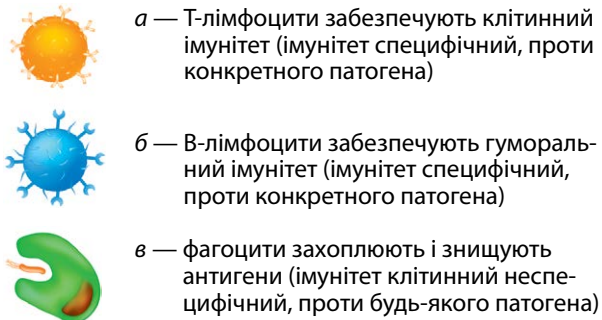 а — Т-лімфоцити забезпечують клітинний
імунітет (імунітет специфічний, проти
конкретного патогена)
б — В-лімфоцити забезпечують гумораль-
ний імунітет (імунітет специфічний,
проти конкретного патогена)
в — фагоцити захоплюють і знищують
антигени (імунітет клітинний неспе-
цифічний, проти будь-якого патогена)